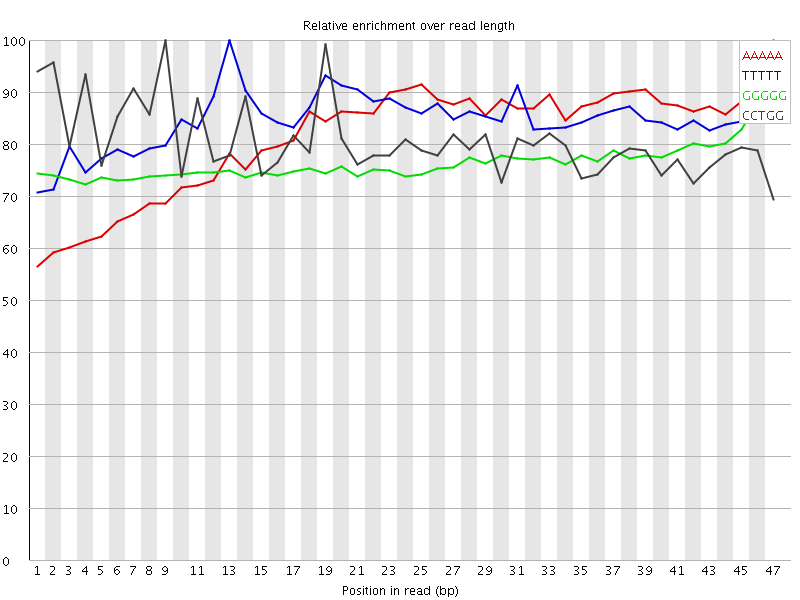 Relative enrichment over read length
100
90
80
70
60
50
40
30
20
10
0
AAAAA
TTTTT
GGGGG
CCTGG
1 2 3 4 5 6 7 8 9 11 13 15 17 19 21 23 25 27 29 31 33 35 37 39 41 43 45 47
Position in read (bp)